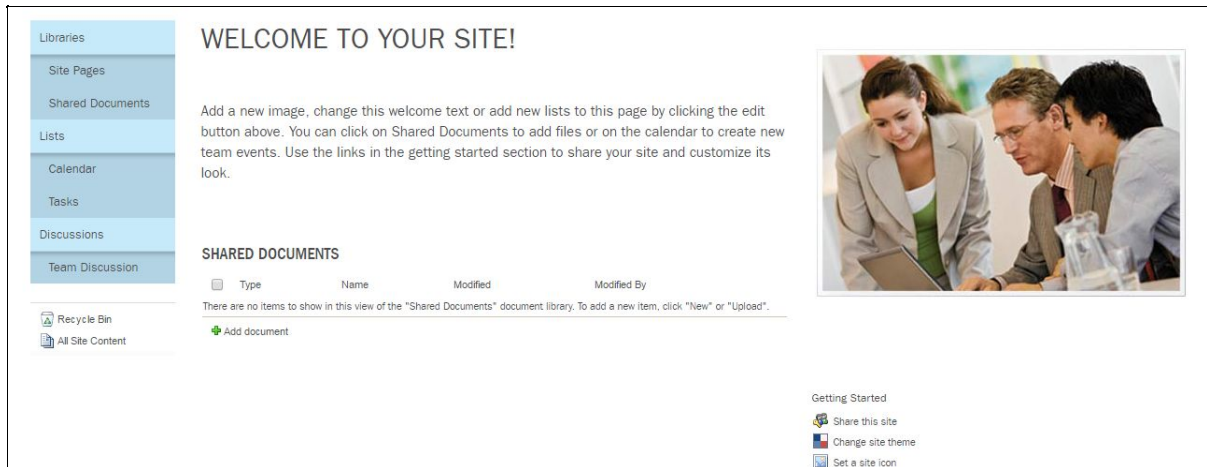 Libraries
Site Pages
Shared Documents
Lists
Calendar
Tasks
Discussions
Team Discussion
Recycle Bin
All Site Content
WELCOME TO YOUR SITE!
Add a new image, change this welcome text or add new lists to this page by clicking the edit
button above. You can click on Shared Documents to add files or on the calendar to create new
team events. Use the links in the getting started section to share your site and customize its
look.
SHARED DOCUMENTS
Type Name Modified Modified By
There are no items to show in this view of the "Shared Documents" document library. To add a new item, click "New" or "Upload".
Add document
Getting Started
Share this site
Change site theme
Set a site icon